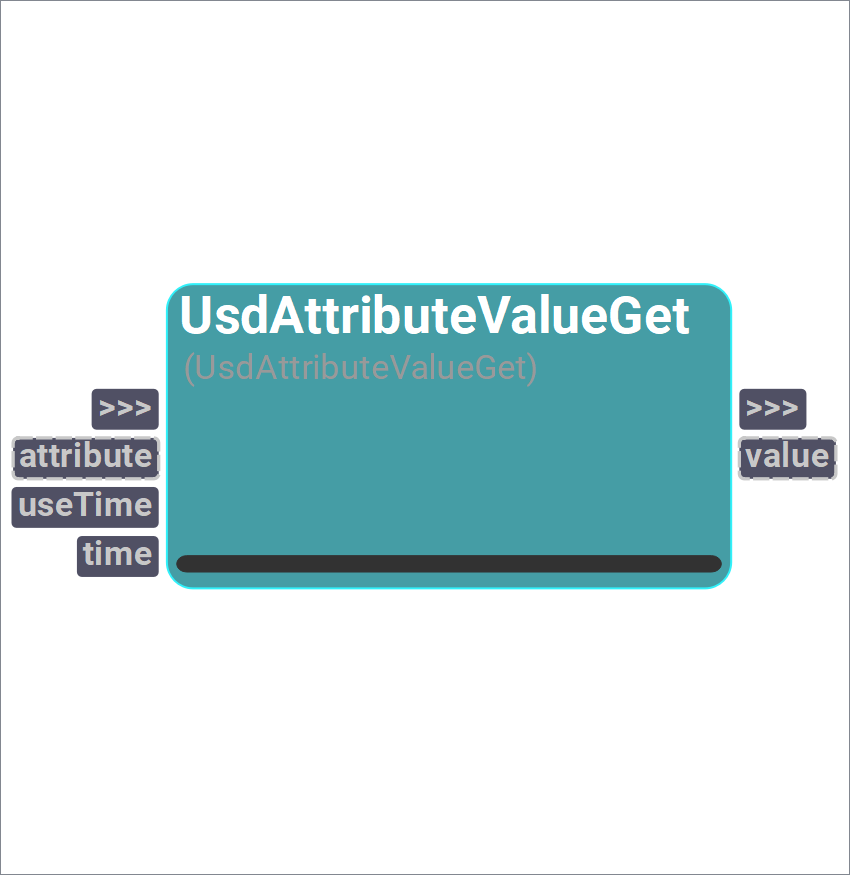 UsdAttributeValueGet
(UsdAttributeValueGet)
>>> >>>
attribute value
useTime
time